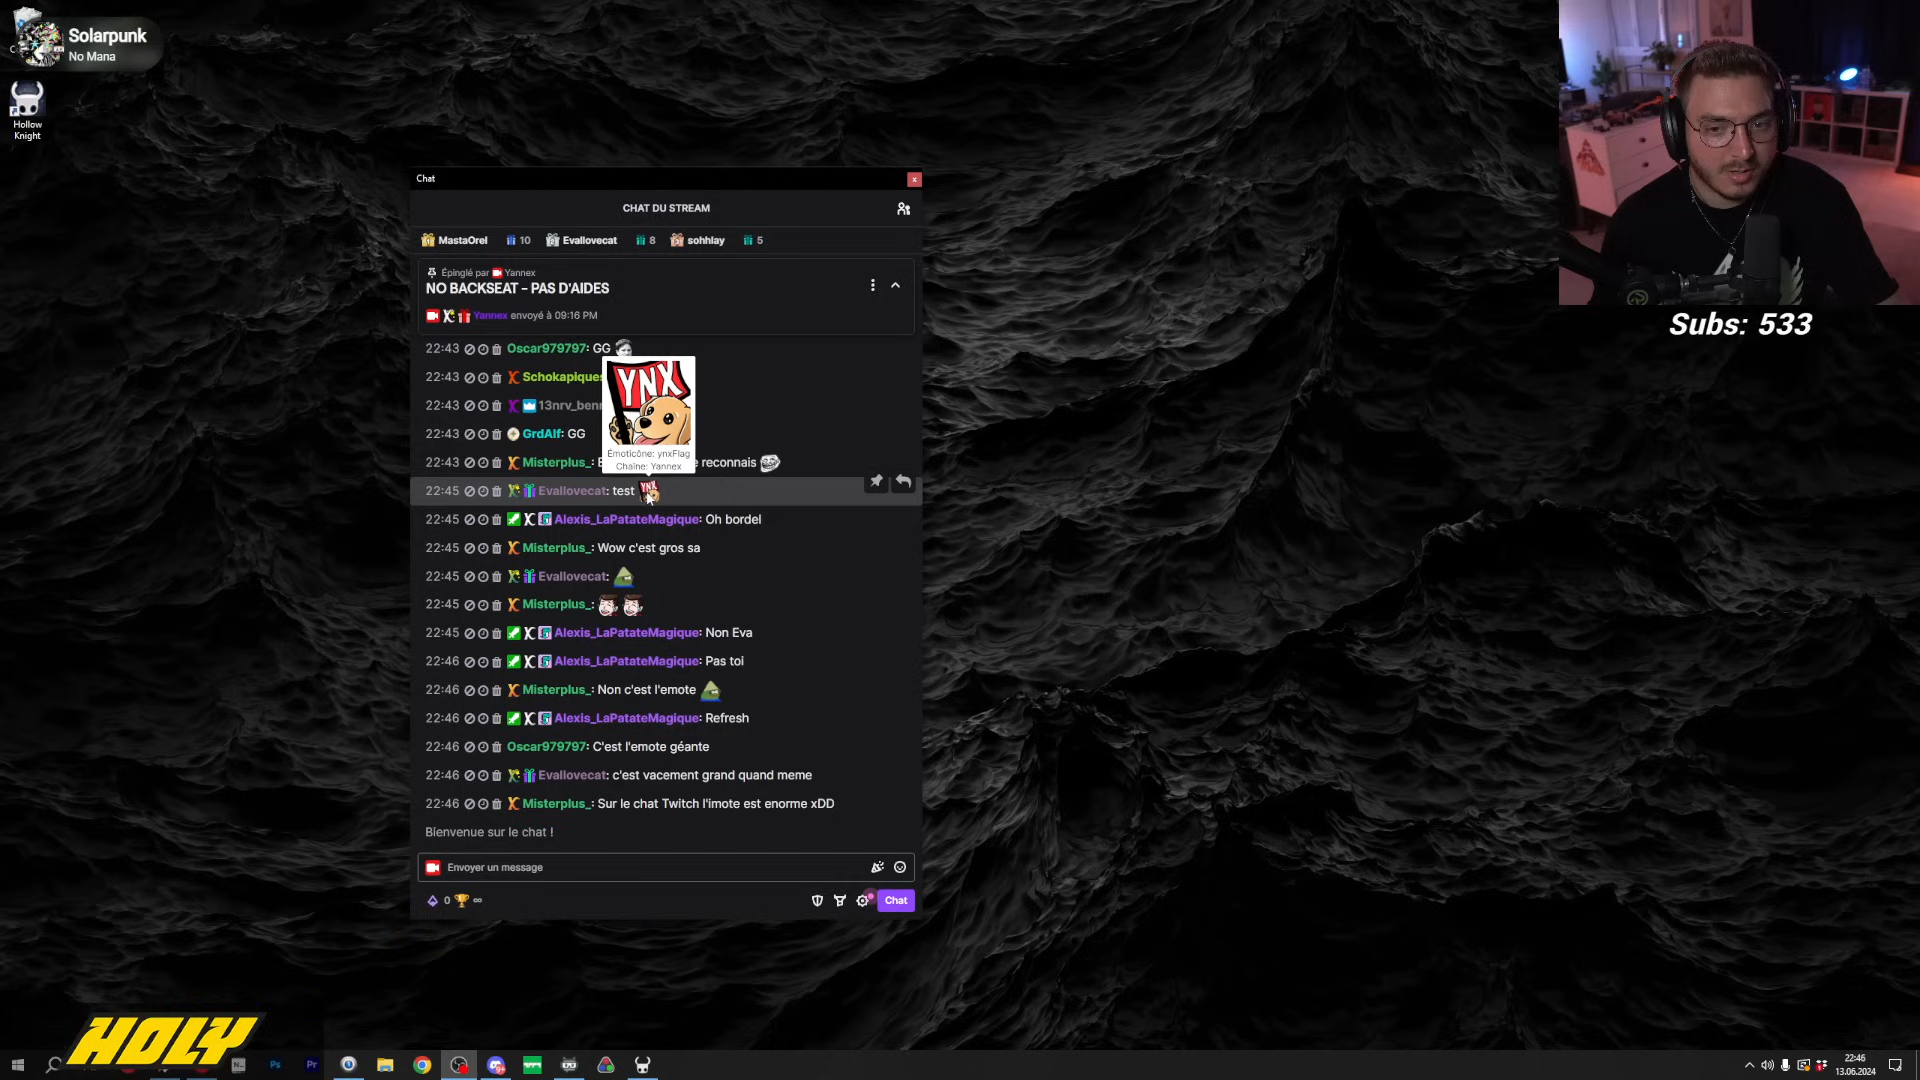 Solarpunk
No Mana
Hollow
Knight
Chat
x
CHAT DU STREAM
MastaOrel 10 Evallovecat 8 sohhlay 5
Épinglé par Yannex
NO BACKSEAT - PAS D'AIDES
Yannex envoyé à 09:16 PM
22:43 Oscar979797: GG
22:43 Schokapiques
22:43 13nrv_benr
22:43 GrdAlf: GG
22:43 Misterplus_: reconnais
YNX
Émoticône: ynxFlag
Chaîne: Yannex
22:45 Evallovecat: test YNX
22:45 Alexis_LaPatateMagique: Oh bordel
22:45 Misterplus_: Wow c'est gros sa
22:45 Evallovecat:
22:45 Misterplus_:
22:45 Alexis_LaPatateMagique: Non Eva
22:46 Alexis_LaPatateMagique: Pas toi
22:46 Misterplus_: Non c'est l'emote
22:46 Alexis_LaPatateMagique: Refresh
22:46 Oscar979797: C'est l'emote géante
22:46 Evallovecat: c'est vacement grand quand meme
22:46 Misterplus_: Sur le chat Twitch l'imote est enorme xDD
Bienvenue sur le chat !
Envoyer un message
0 ∞ Chat
Subs: 533
HOLY
Ps
Pr
22:46
13.06.2024